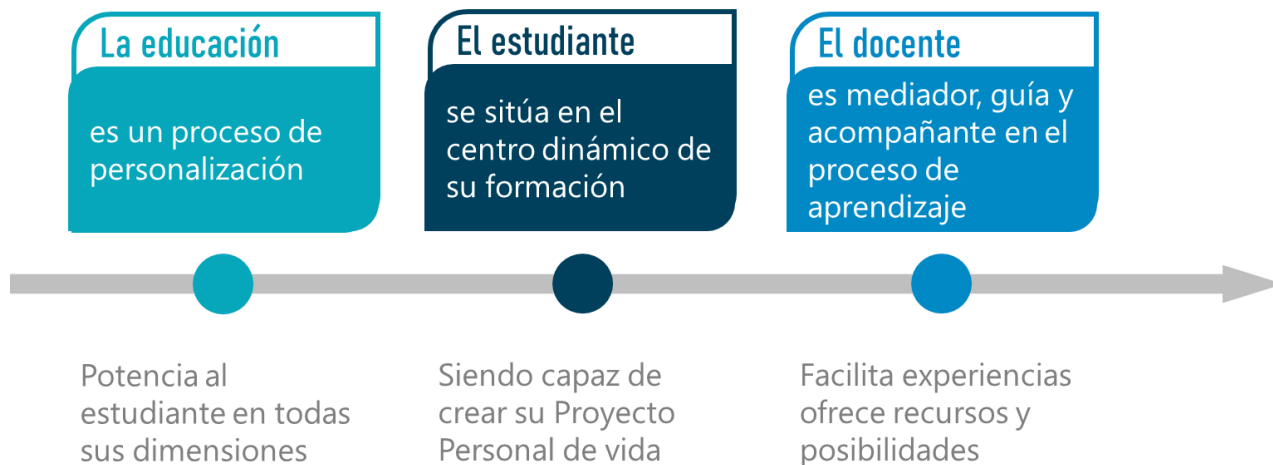 La educación
es un proceso de
personalización
El estudiante
se sitúa en el
centro dinámico de
su formación
El docente
es mediador, guía y
acompañante en el
proceso de
aprendizaje
Potencia al
estudiante en todas
sus dimensiones
Siendo capaz de
crear su Proyecto
Personal de vida
Facilita experiencias
ofrece recursos y
posibilidades